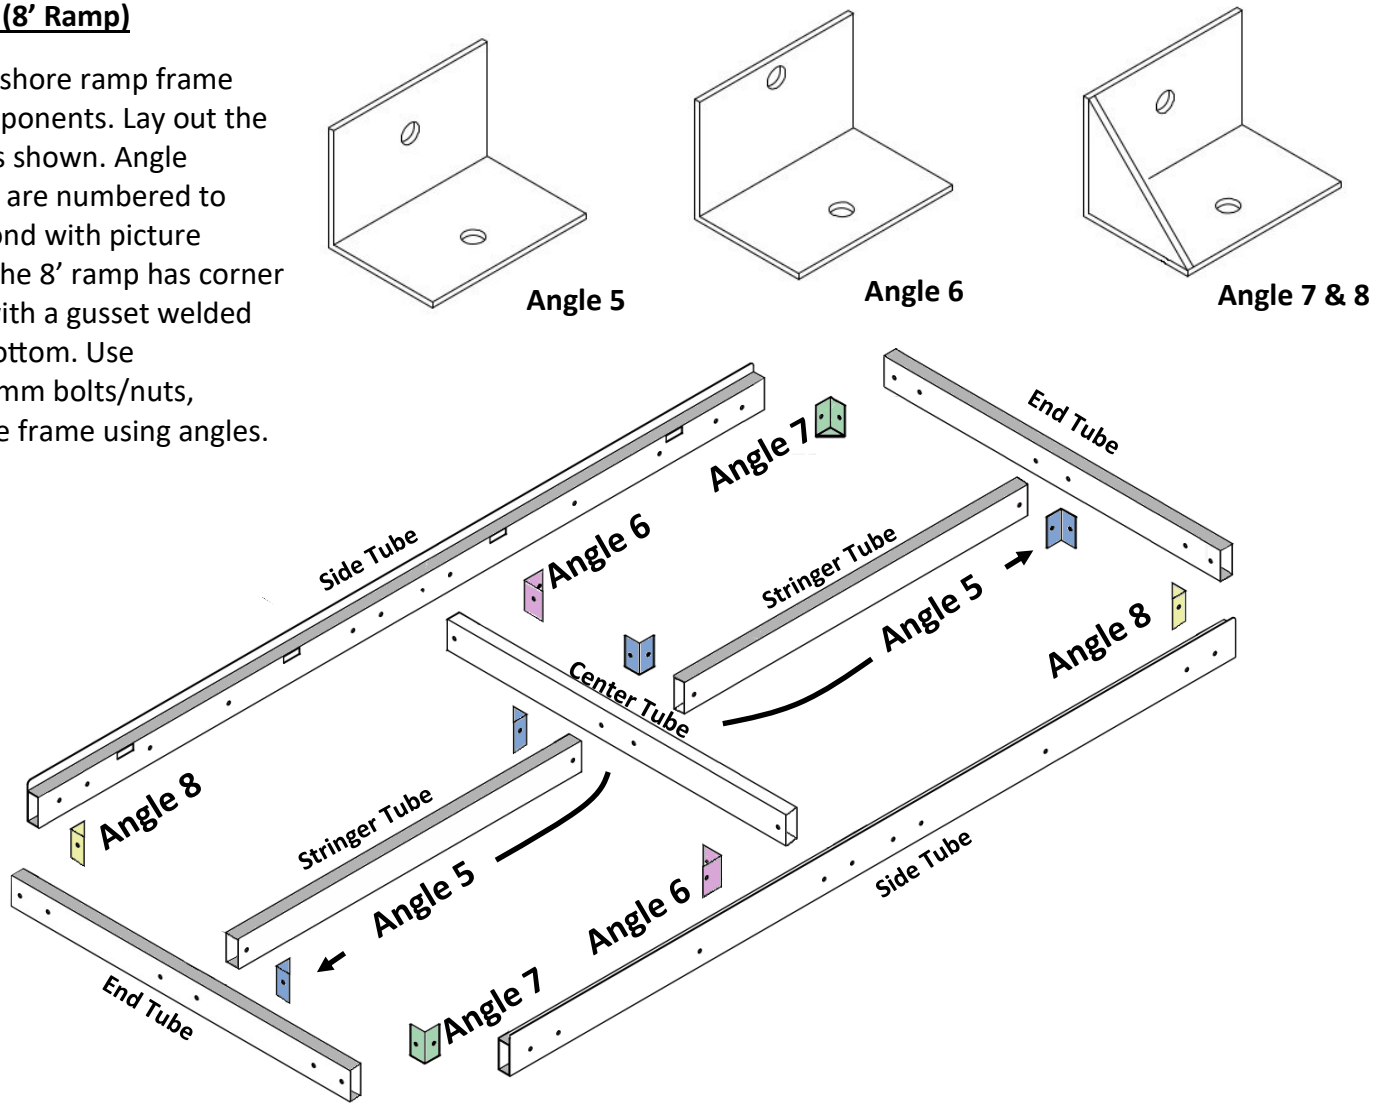 (8’ Ramp)
shore ramp frame
ponents. Lay out the
s shown. Angle
are numbered to
ond with picture
he 8’ ramp has corner
ith a gusset welded
ottom. Use
mm bolts/nuts,
e frame using angles.
Angle 5
Angle 6
Angle 7 & 8
End Tube
Angle 7
Side Tube
Angle 6
Stringer Tube
Angle 5
Angle 8
Center Tube
Angle 8
Stringer Tube
Angle 5
Angle 6
Side Tube
End Tube
Angle 7